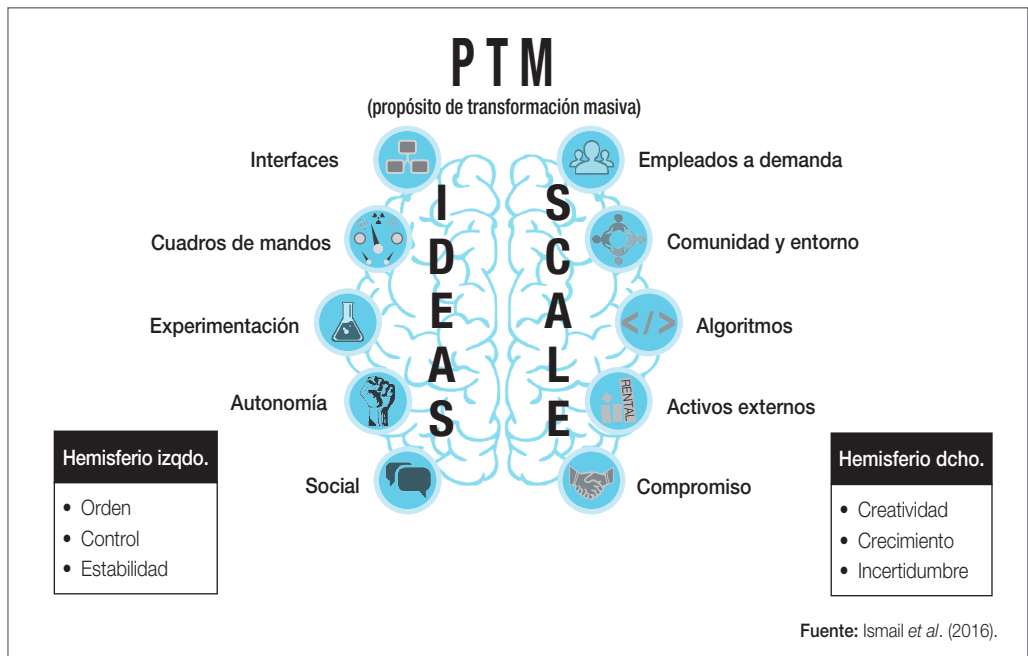 PTM
(propósito de transformación masiva)
Interfaces
Cuadros de mandos
Experimentación
Autonomía
Social
IDEAS
SCALE
Empleados a demanda
Comunidad y entorno
</>
Algoritmos
RENTAL
Activos externos
Compromiso
Hemisferio izqdo.
• Orden
• Control
• Estabilidad
Hemisferio dcho.
• Creatividad
• Crecimiento
• Incertidumbre
Fuente: Ismail et al. (2016).